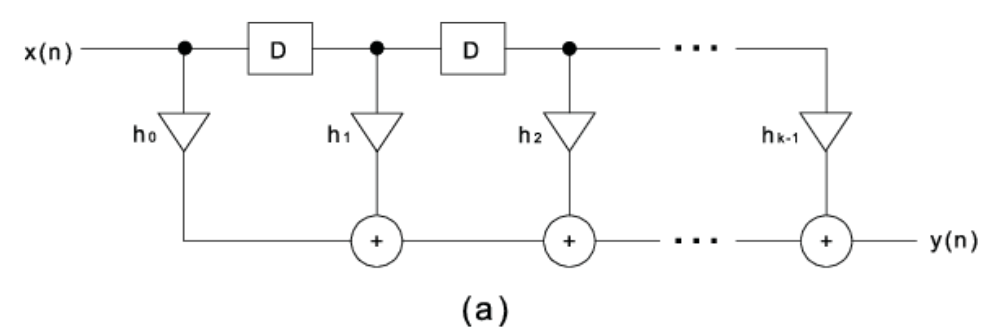 x(n) D D ...
h₀ h₁ h₂ hₖ₋₁
+ + ... + y(n)
(a)